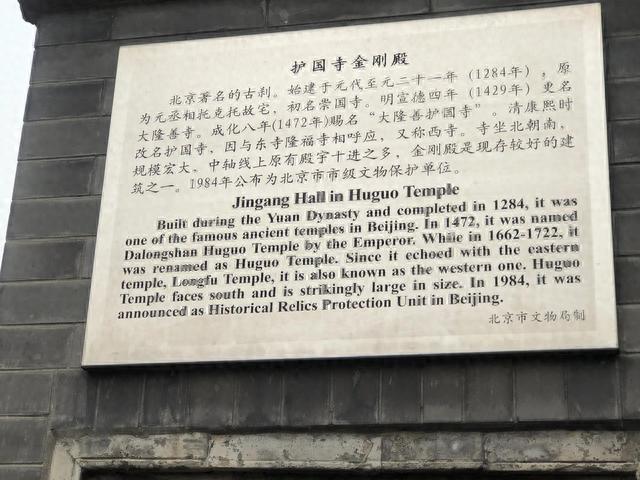 护国寺金刚殿
北京著名的古刹。始建于元代至元二十一年（1284年），原
为元丞相托克托故宅，初名崇国寺。明宣德四年（1429年）更名
大隆善寺。成化八年(1472年)赐名“大隆善护国寺”。清康熙时
改名护国寺，因与东寺隆福寺相呼应，又称西寺。寺坐北朝南，
规模宏大。中轴线上原有殿宇十进之多，金刚殿是现存较好的建
筑之一。1984年公布为北京市市级文物保护单位。
Jingang Hall in Huguo Temple
Built during the Yuan Dynasty and completed in 1284, it was
one of the famous ancient temples in Beijing. In 1472, it was named
Dalongshan Huguo Temple by the Emperor. While in 1662-1722, it
was renamed as Huguo Temple. Since it echoed with the eastern
temple, Longfu Temple, it is also known as the western one. Huguo
Temple faces south and is strikingly large in size. In 1984, it was
announced as Historical Relics Protection Unit in Beijing.
北京市文物局制